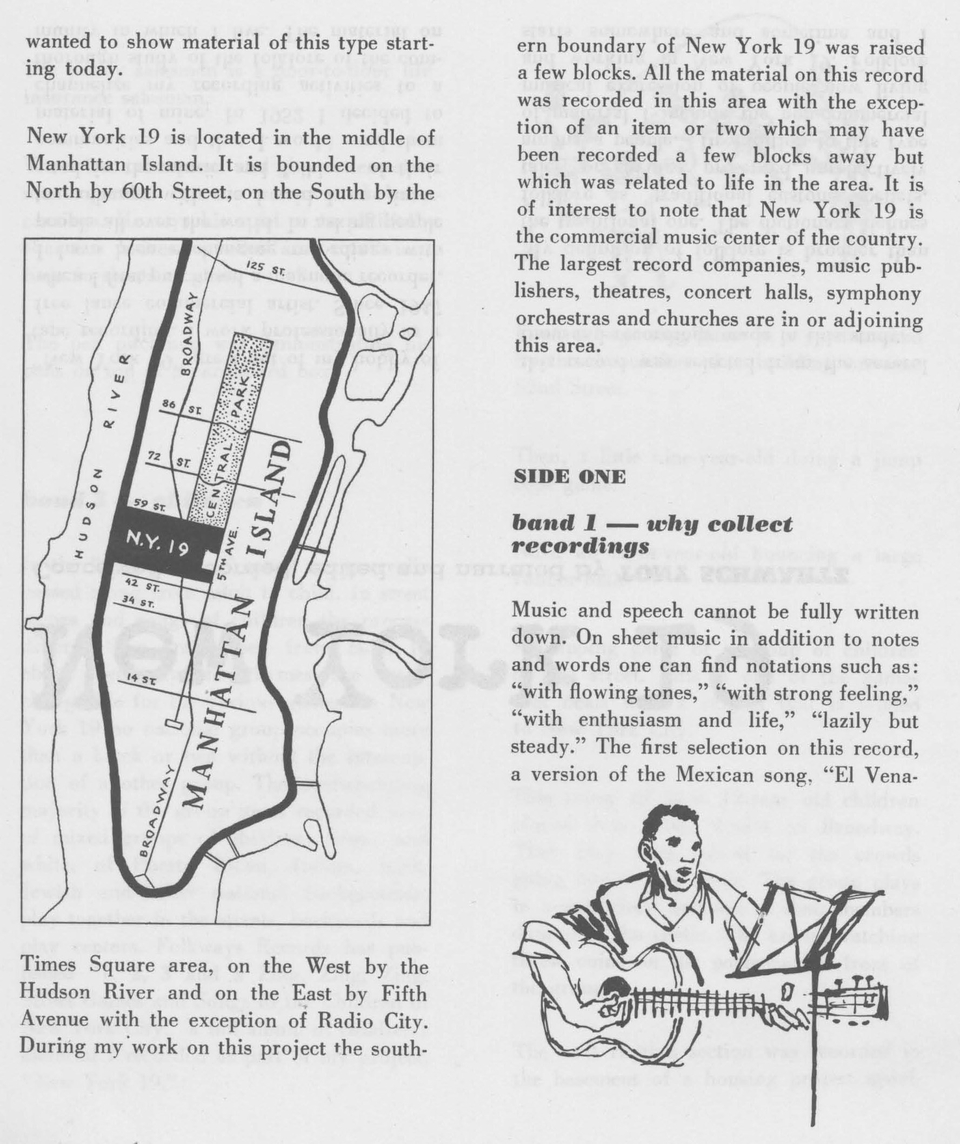 wanted to show material of this type start-
ing today.
New York 19 is located in the middle of
Manhattan Island. It is bounded on the
North by 60th Street, on the South by the
125 ST.
BROADWAY
HUDSON RIVER
CENTRAL PARK
86 ST.
72 ST.
59 ST.
N.Y. 19
5TH AVE.
42 ST.
34 ST.
14 ST.
MANHATTAN ISLAND
BROADWAY
Times Square area, on the West by the
Hudson River and on the East by Fifth
Avenue with the exception of Radio City.
During my work on this project the south-
ern boundary of New York 19 was raised
a few blocks. All the material on this record
was recorded in this area with the excep-
tion of an item or two which may have
been recorded a few blocks away but
which was related to life in the area. It is
of interest to note that New York 19 is
the commercial music center of the country.
The largest record companies, music pub-
lishers, theatres, concert halls, symphony
orchestras and churches are in or adjoining
this area.
SIDE ONE
band 1 — why collect
recordings
Music and speech cannot be fully written
down. On sheet music in addition to notes
and words one can find notations such as:
“with flowing tones,” “with strong feeling,”
“with enthusiasm and life,” “lazily but
steady.” The first selection on this record,
a version of the Mexican song, “El Vena-